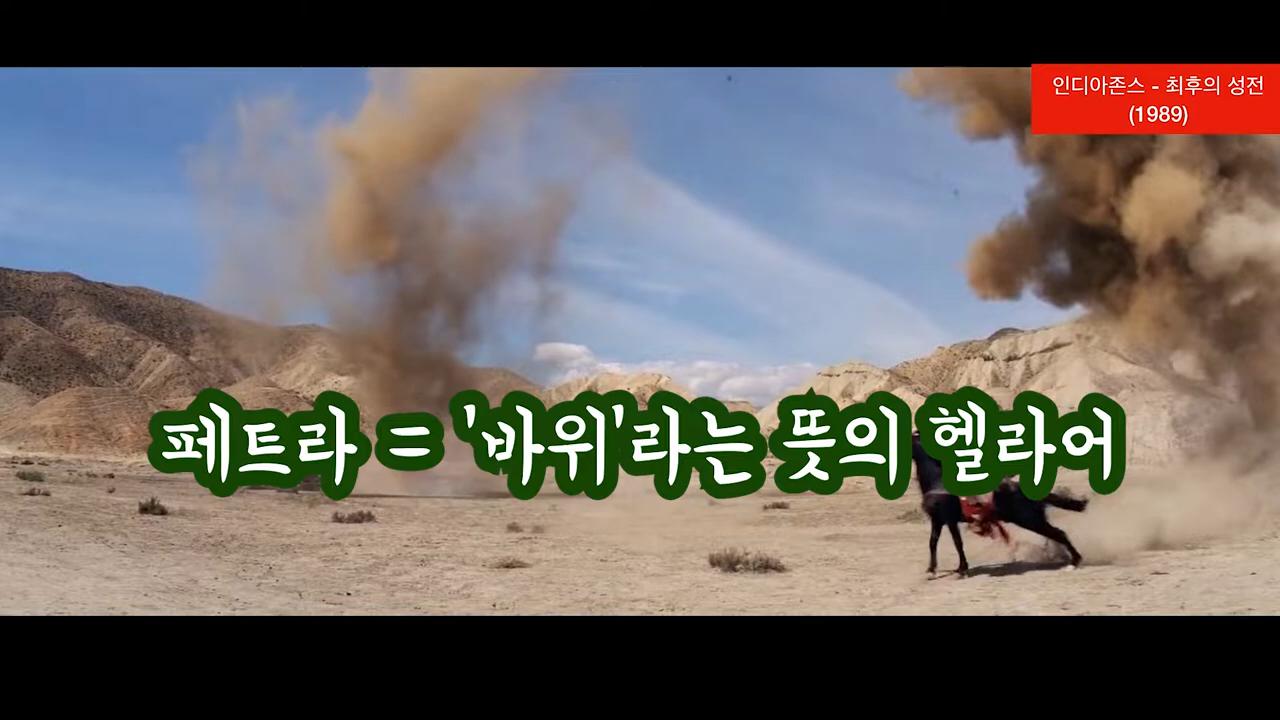 인디아존스 - 최후의 성전
(1989)
페트라 = '바위'라는 뜻의 헬라어